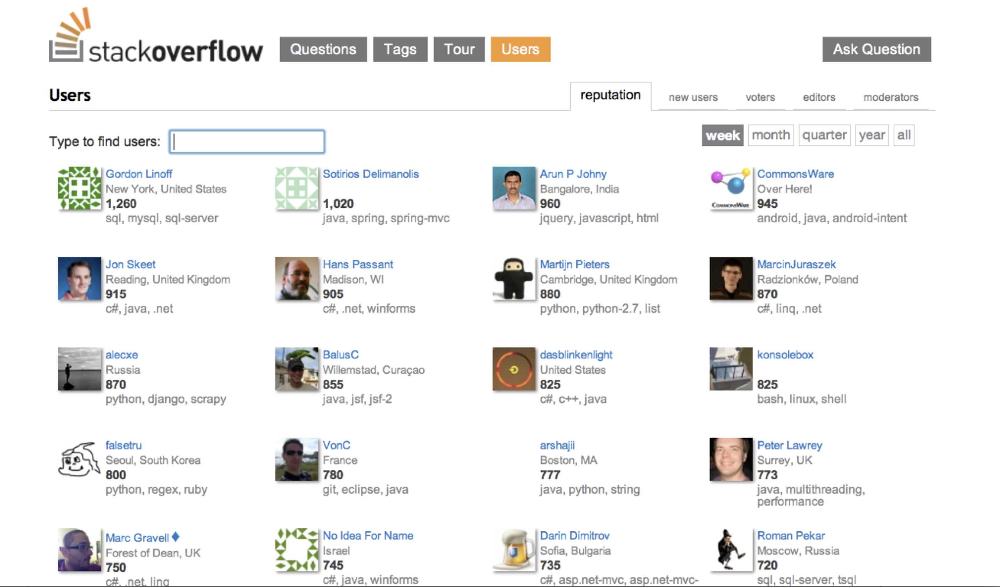 stackoverflow
Questions Tags Tour Users Ask Question
Users reputation new users voters editors moderators
Type to find users: week month quarter year all
Gordon Linoff
New York, United States
1,260
sql, mysql, sql-server
Sotirios Delimanolis
1,020
java, spring, spring-mvc
Arun P Johny
Bangalore, India
960
jquery, javascript, html
CommonsWare
CommonsWare
Over Here!
945
android, java, android-intent
Jon Skeet
Reading, United Kingdom
915
c#, java, .net
Hans Passant
Madison, WI
905
c#, .net, winforms
Martijn Pieters
Cambridge, United Kingdom
880
python, python-2.7, list
MarcinJuraszek
Radzionków, Poland
870
c#, linq, .net
alecxe
Russia
870
python, django, scrapy
BalusC
Willemstad, Curaçao
855
java, jsf, jsf-2
dasblinkenlight
United States
825
c#, c++, java
konsolebox
825
bash, linux, shell
falsetru
Seoul, South Korea
800
python, regex, ruby
VonC
France
780
git, eclipse, java
arshajii
Boston, MA
777
java, python, string
Peter Lawrey
Surrey, UK
773
java, multithreading,
performance
Marc Gravell♦
Forest of Dean, UK
750
c#, .net, linq
No Idea For Name
Israel
745
c#, java, winforms
Darin Dimitrov
Sofia, Bulgaria
735
c#, asp.net-mvc, asp.net-mvc-
Roman Pekar
Moscow, Russia
720
sql, sql-server, tsql